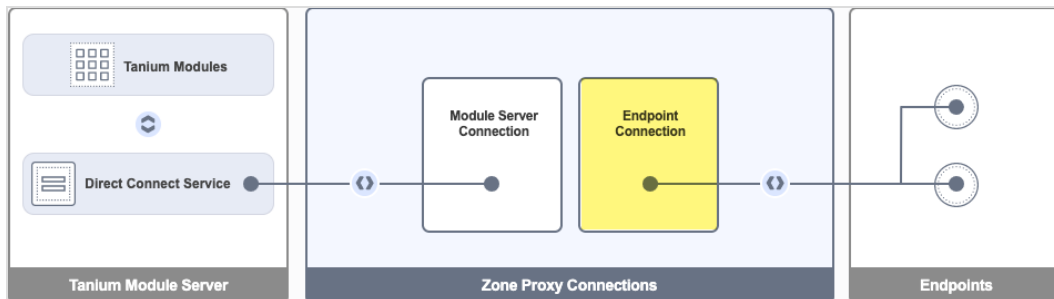 Tanium Modules
Direct Connect Service
Tanium Module Server
Module Server
Connection
Endpoint
Connection
Zone Proxy Connections
Endpoints